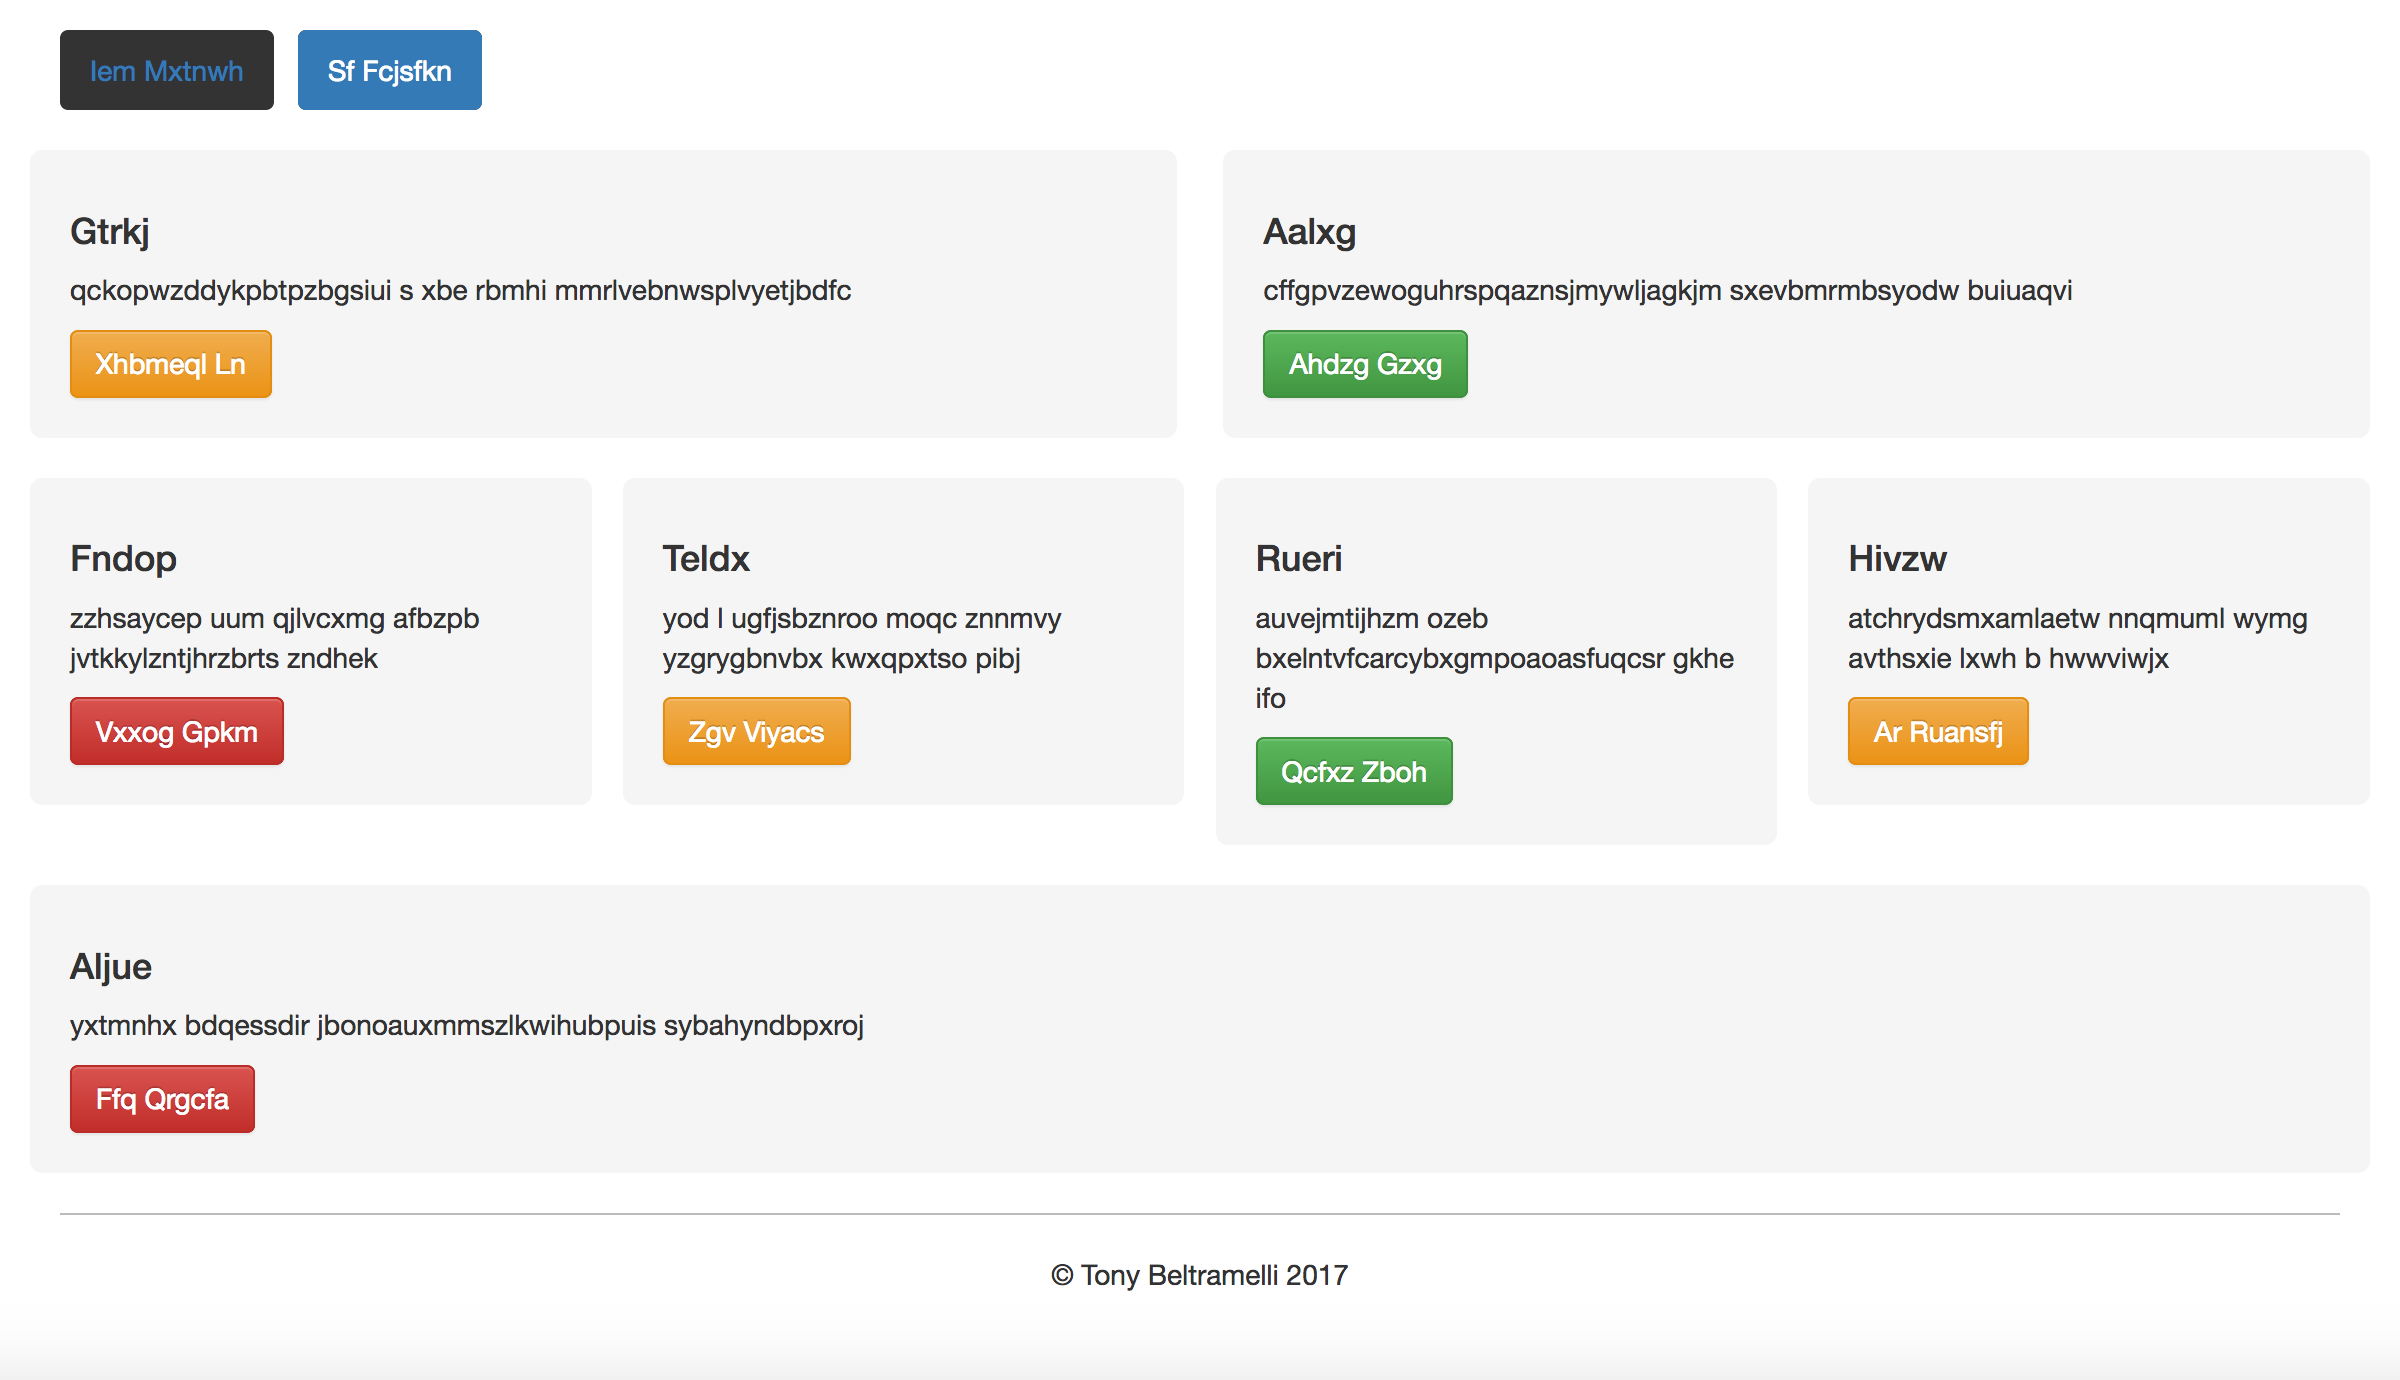 Iem Mxtnwh
Sf Fcjsfkn
Gtrkj
qckopwzddykpbtpzbgsiui s xbe rbmhi mmrlvebnwsplvyetjbdfc
Xhbmeql Ln
Aalxg
cffgpvzewoguhrspqaznsjmywljagkjm sxevbmrmbsyodw buiuaqvi
Ahdzg Gzxg
Fndop
zzhsaycep uum qjlvcxmg afbzpb
jvtkkylzntjhrzbrts zndhek
Vxxog Gpkm
Teldx
yod l ugfjsbznroo moqc znnmvy
yzgrygbnvbx kwxqpxtso pibj
Zgv Viyacs
Rueri
auvejmtijhzm ozeb
bxelntvfcarcybxgmpoaoasfuqcsr gkhe
ifo
Qcfxz Zboh
Hivzw
atchrydsmxamlaetw nnqmuml wymg
avthsxie lxwh b hwwviwjx
Ar Ruansfj
Aljue
yxtmnhx bdqessdir jbonoauxmmszlkwihubpuis sybahyndbpxroj
Ffq Qrgcfa
© Tony Beltramelli 2017